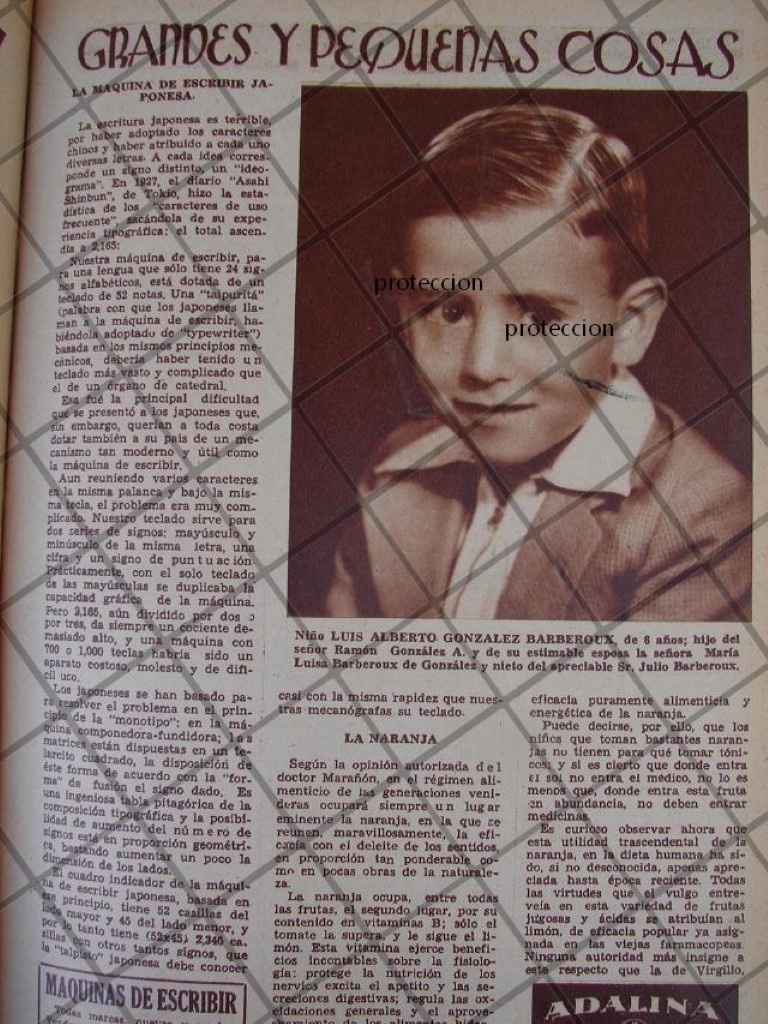 GRANDES Y PEQUEÑAS COSAS
LA MAQUINA DE ESCRIBIR JA-
PONESA.
La escritura japonesa es terrible,
por haber adoptado los caracteres
chinos y haber atribuido a cada uno
diversas letras. A cada idea corres-
ponde un signo distinto, un "ideo-
grama". En 1927, el diario "Asahi
Shinbun", de Tokio, hizo la esta-
dística de los "caracteres de uso
frecuente", sacándola de su expe-
riencia tipográfica: el total ascen-
día a 2,165:
Nuestra máquina de escribir, pa-
ra una lengua que sólo tiene 24 sig-
nos alfabéticos, está dotada de un
teclado de 52 notas. Una "taipuritá"
(palabra con que los japoneses lla-
man a la máquina de escribir, ha-
biéndola adoptado de "typewriter")
basada en los mismos principios me-
cánicos, debería haber tenido un
teclado más vasto y complicado que
el de un órgano de catedral.
Esa fué la principal dificultad
que se presentó a los japoneses que,
sin embargo, querían a toda costa
dotar también a su país de un me-
canismo tan moderno y útil como
la máquina de escribir.
Aun reuniendo varios caracteres
en la misma palanca y bajo la mis-
ma tecla, el problema era muy com-
plicado. Nuestro teclado sirve para
dos series de signos: mayúsculo y
minúsculo de la misma letra, una
cifra y un signo de puntuación.
Prácticamente, con el solo teclado
de las mayúsculas se duplicaba la
capacidad gráfica de la máquina.
Pero 2,165, aún dividido por dos o
por tres, da siempre un cociente de-
masiado alto, y una máquina con
700 o 1,000 teclas habría sido un
aparato costoso, molesto y de difí-
cil uso.
Los japoneses se han basado pa-
ra resolver el problema en el prin-
cipio de la "monotipo": en la má-
quina componedora-fundidora; las
matrices están dispuestas en un te-
larcito cuadrado, la disposición de
éste forma de acuerdo con la "for-
ma" de fusión el signo dado. Es
una ingeniosa tabla pitagórica de la
composición tipográfica y la posibi-
lidad de aumento del número de
signos está en proporción geométri-
ca, bastando aumentar un poco la
dimensión de los lados.
El cuadro indicador de la máqui-
na de escribir japonesa, basada en
ese principio, tiene 52 casillas del
lado mayor y 45 del lado menor, y
por lo tanto tiene (52x45) 2,340 ca-
sillas con otros tantos signos, que
la "talpisto" japonesa debe conocer
MAQUINAS DE ESCRIBIR
Todas marcas, nuevas
proteccion
proteccion
Niño LUIS ALBERTO GONZALEZ BARBEROUX, de 6 años; hijo del
señor Ramón González A. y de su estimable esposa la señora María
Luisa Barberoux de González y nieto del apreciable Sr. Julio Barberoux.
casi con la misma rapidez que nues-
tras mecanógrafas su teclado.
LA NARANJA
Según la opinión autorizada del
doctor Marañón, en el régimen ali-
menticio de las generaciones veni-
deras ocupará siempre un lugar
eminente la naranja, en la que se
reunen, maravillosamente, la efi-
cacia con el deleite de los sentidos,
en proporción tan ponderable co-
mo en pocas obras de la naturale-
za.
La naranja ocupa, entre todas
las frutas, el segundo lugar, por su
contenido en vitaminas B; sólo el
tomate la supera, y le sigue el li-
món. Esta vitamina ejerce benefi-
cios incontables sobre la fisiolo-
gía: protege la nutrición de los
nervios excita el apetito y las se-
creciones digestivas; regula las oxi-
daciones generales y el aprove-
chamiento de los alimentos hidro-
eficacia puramente alimenticia y
energética de la naranja.
Puede decirse, por ello, que los
niños que toman bastantes naran-
jas no tienen para qué tomar tóni-
cos; y si es cierto que donde entra
el sol no entra el médico, no lo es
menos que, donde entra esta fruta
en abundancia, no deben entrar
medicinas.
Es curioso observar ahora que
esta utilidad trascendental de la
naranja, en la dieta humana ha si-
do, si no desconocida, apenas apre-
ciada hasta época reciente. Todas
las virtudes que el vulgo entre-
veía en esta variedad de frutas
jugosas y ácidas se atribuían al
limón, de eficacia popular ya asig-
nada en las viejas farmacopeas.
Ninguna autoridad más insigne a
este respecto que la de Virgilio,
ADALINA